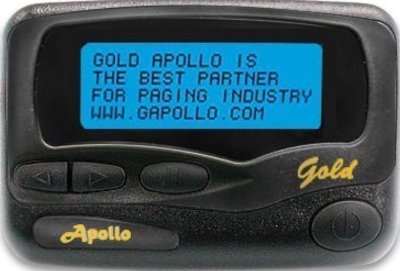 GOLD APOLLO IS
THE BEST PARTNER
FOR PAGING INDUSTRY
WWW.GAPOLLO.COM
Gold
Apollo